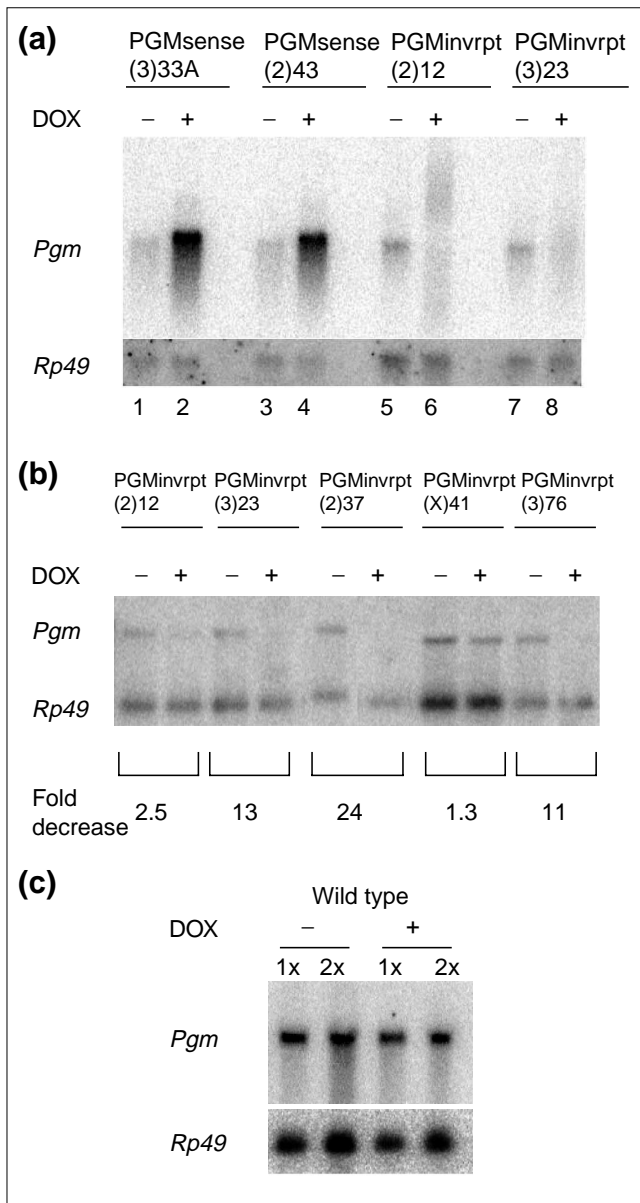 (a)
PGMsense PGMsense PGMinvrpt PGMinvrpt
(3)33A (2)43 (2)12 (3)23
DOX – + – + – + – +
Pgm
Rp49
1 2 3 4 5 6 7 8
(b)
PGMinvrpt PGMinvrpt PGMinvrpt PGMinvrpt PGMinvrpt
(2)12 (3)23 (2)37 (X)41 (3)76
DOX – + – + – + – + – +
Pgm
Rp49
Fold
decrease 2.5 13 24 1.3 11
(c)
Wild type
DOX – +
1x 2x 1x 2x
Pgm
Rp49